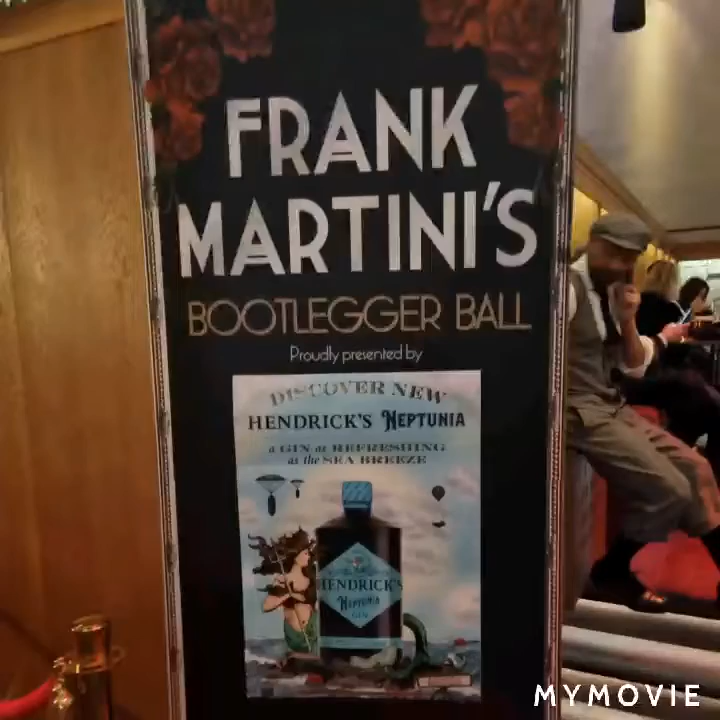 FRANK
MARTINI'S
BOOTLEGGER BALL
Proudly presented by
DISCOVER NEW
HENDRICK'S NEPTUNIA
a GIN as REFRESHING
as the SEA BREEZE
HENDRICK'S
NEPTUNIA
GIN
MYMOVIE